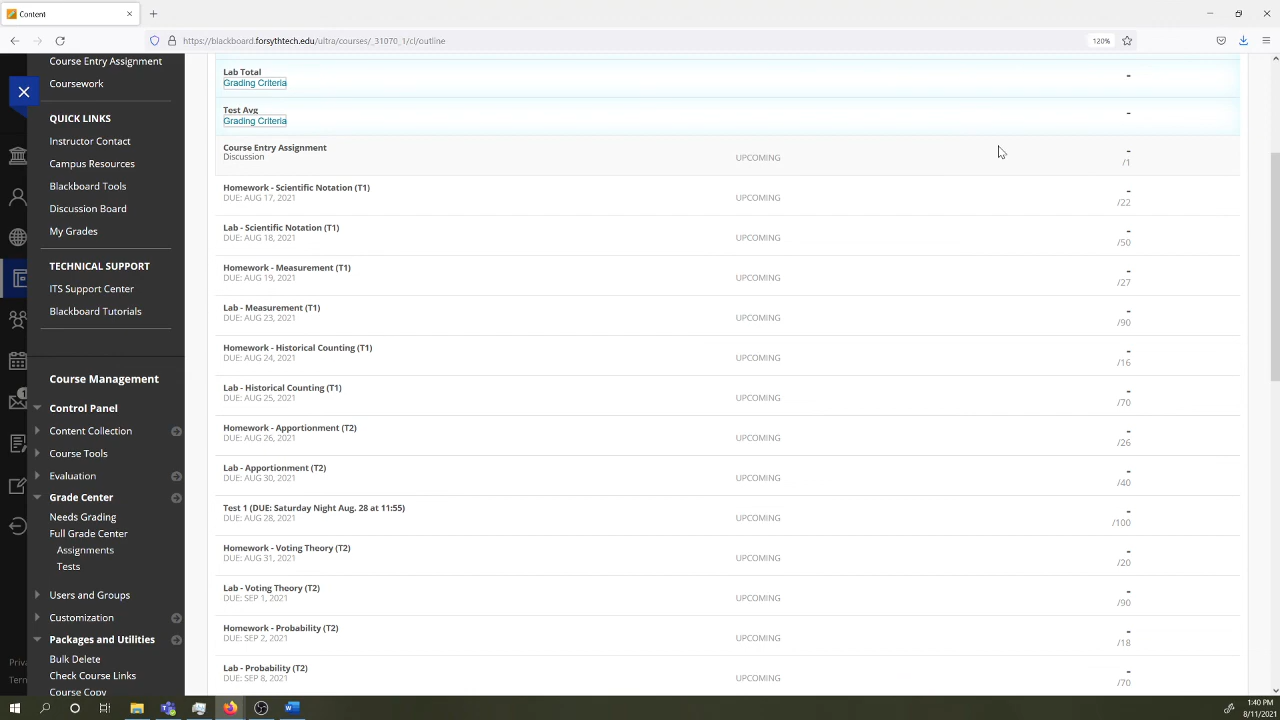 Content
https://blackboard.forsythtech.edu/ultra/courses/_31070_1/cl/outline
120%
Course Entry Assignment
Coursework
QUICK LINKS
Instructor Contact
Campus Resources
Blackboard Tools
Discussion Board
My Grades
TECHNICAL SUPPORT
ITS Support Center
Blackboard Tutorials
Course Management
Control Panel
Content Collection
Course Tools
Evaluation
Grade Center
Needs Grading
Full Grade Center
Assignments
Tests
Users and Groups
Customization
Packages and Utilities
Bulk Delete
Check Course Links
Course Copy
1
Priva
Term
Lab Total
-
Grading Criteria
Test Avg
-
Grading Criteria
Course Entry Assignment
-
Discussion UPCOMING /1
Homework - Scientific Notation (T1)
-
DUE: AUG 17, 2021 UPCOMING /22
Lab - Scientific Notation (T1)
-
DUE: AUG 18, 2021 UPCOMING /50
Homework - Measurement (T1)
-
DUE: AUG 19, 2021 UPCOMING /27
Lab - Measurement (T1)
-
DUE: AUG 23, 2021 UPCOMING /90
Homework - Historical Counting (T1)
-
DUE: AUG 24, 2021 UPCOMING /16
Lab - Historical Counting (T1)
-
DUE: AUG 25, 2021 UPCOMING /70
Homework - Apportionment (T2)
-
DUE: AUG 26, 2021 UPCOMING /26
Lab - Apportionment (T2)
-
DUE: AUG 30, 2021 UPCOMING /40
Test 1 (DUE: Saturday Night Aug. 28 at 11:55)
-
DUE: AUG 28, 2021 UPCOMING /100
Homework - Voting Theory (T2)
-
DUE: AUG 31, 2021 UPCOMING /20
Lab - Voting Theory (T2)
-
DUE: SEP 1, 2021 UPCOMING /90
Homework - Probability (T2)
-
DUE: SEP 2, 2021 UPCOMING /18
Lab - Probability (T2)
-
DUE: SEP 8, 2021 UPCOMING /70
1:40 PM
8/11/2021